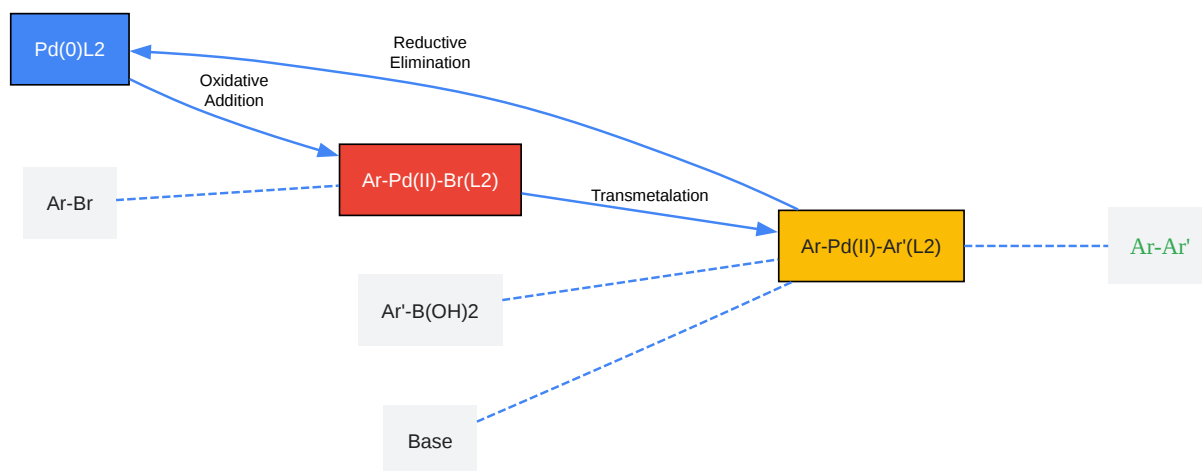 Pd(0)L2
Reductive
Elimination
Oxidative
Addition
Ar-Pd(II)-Br(L2)
Ar-Br
Transmetalation
Ar-Pd(II)-Ar'(L2)
Ar-Ar'
Ar'-B(OH)2
Base